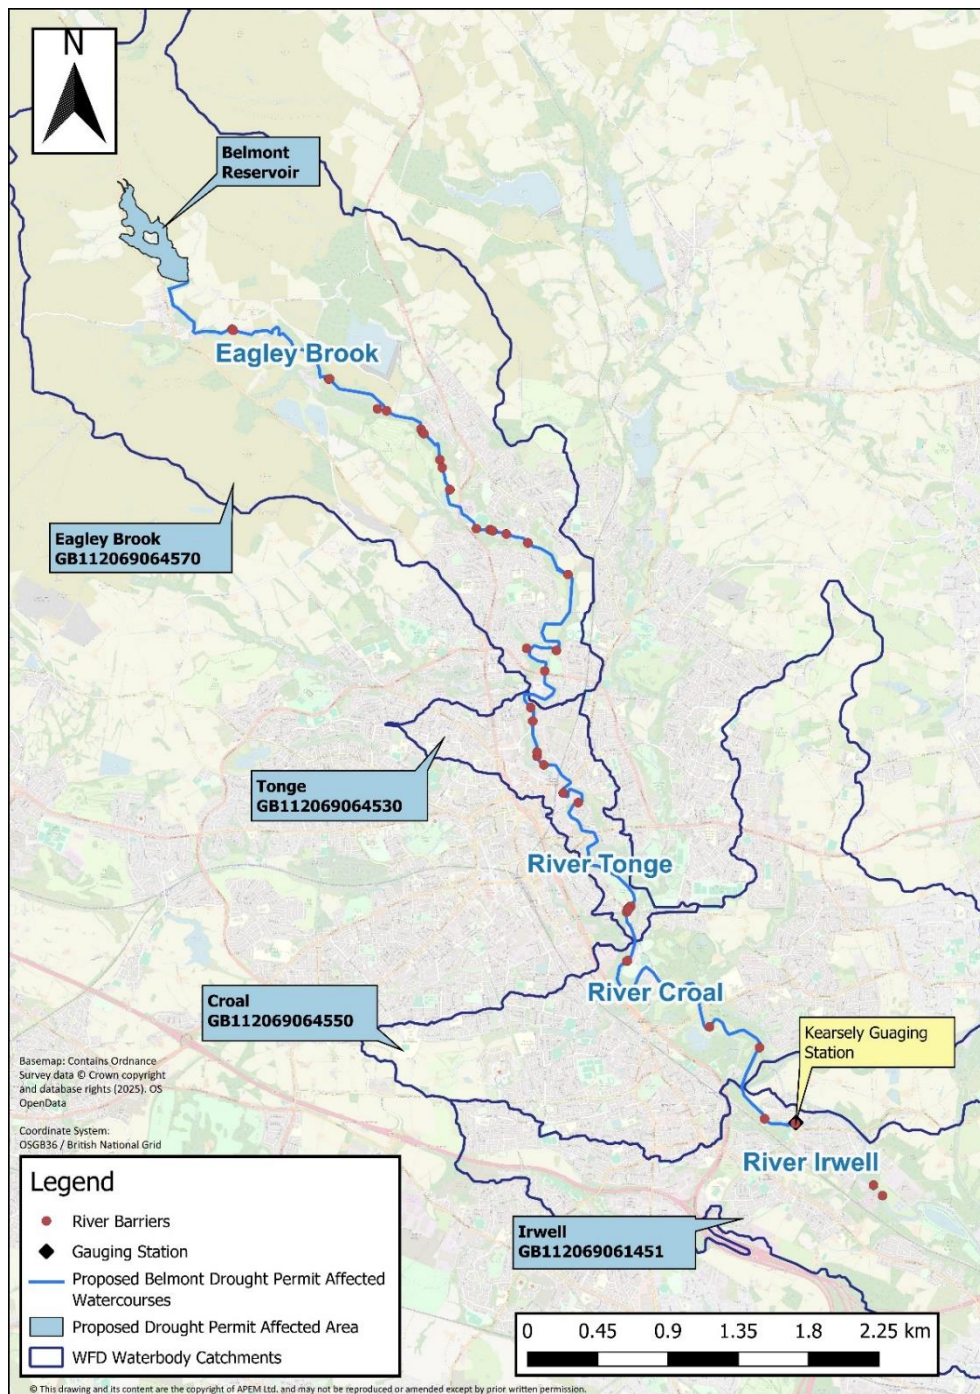 N
Belmont
Reservoir
Eagley Brook
Eagley Brook
GB112069064570
Tonge
GB112069064530
River Tonge
Croal
GB112069064550
River Croal
Kearsely Guaging
Station
River Irwell
Irwell
GB112069061451
Basemap: Contains Ordnance
Survey data © Crown copyright
and database rights (2025). OS
OpenData
Coordinate System:
OSGB36 / British National Grid
Legend
River Barriers
Gauging Station
Proposed Belmont Drought Permit Affected
Watercourses
Proposed Drought Permit Affected Area
WFD Waterbody Catchments
0 0.45 0.9 1.35 1.8 2.25 km
© This drawing and its content are the copyright of APEM Ltd. and may not be reproduced or amended except by prior written permission.